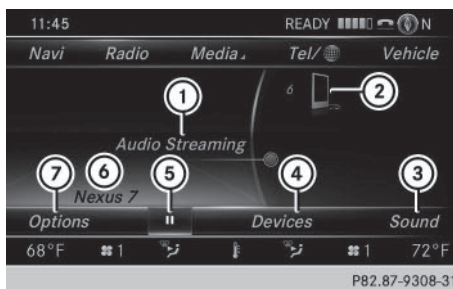 11:45 READY N
Navi Radio Media Tel/ Vehicle
1 6 2
Audio Streaming
7 6 5 4 3
Nexus 7
Options Devices Sound
68°F 1 1 72°F
P82.87-9308-31